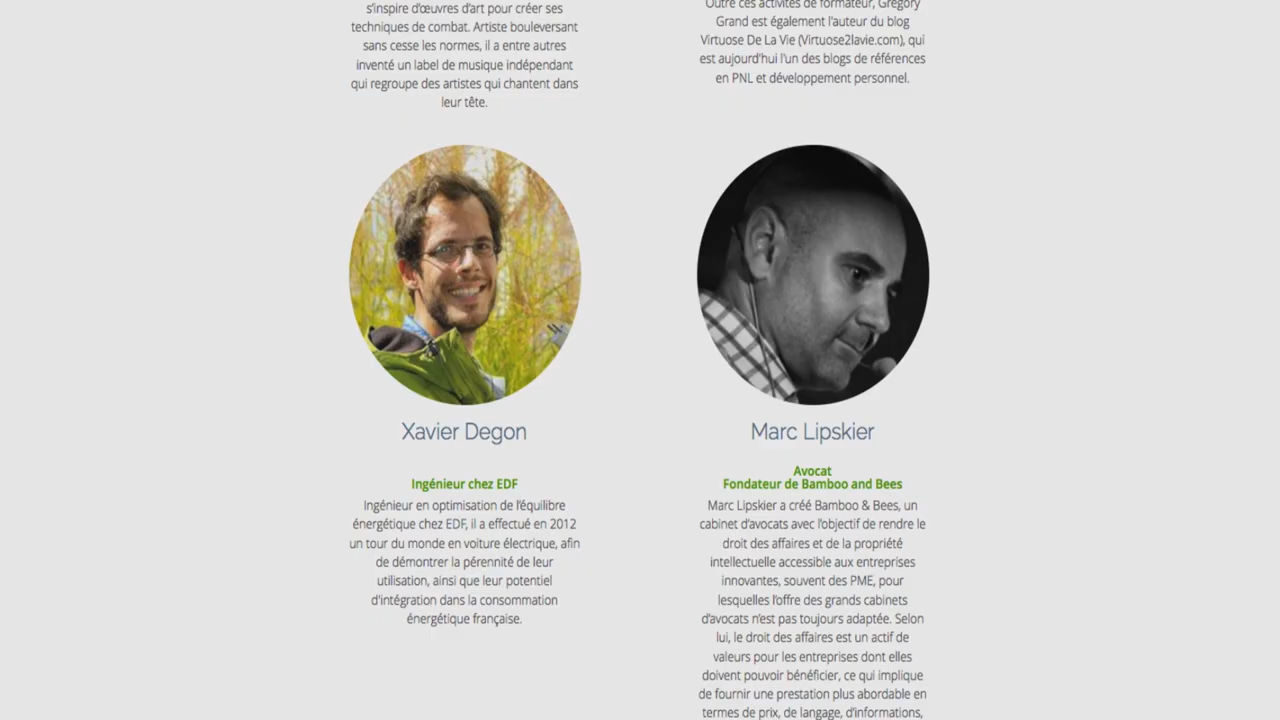 s'inspire d'œuvres d'art pour créer ses
techniques de combat. Artiste bouleversant
sans cesse les normes, il a entre autres
inventé un label de musique indépendant
qui regroupe des artistes qui chantent dans
leur tête.
Outre ces activités de formateur, Gregory
Grand est également l'auteur du blog
Virtuose De La Vie (Virtuose2lavie.com), qui
est aujourd'hui l'un des blogs de références
en PNL et développement personnel.
Xavier Degon
Ingénieur chez EDF
Ingénieur en optimisation de l'équilibre
énergétique chez EDF, il a effectué en 2012
un tour du monde en voiture électrique, afin
de démontrer la pérennité de leur
utilisation, ainsi que leur potentiel
d'intégration dans la consommation
énergétique française.
Marc Lipskier
Avocat
Fondateur de Bamboo and Bees
Marc Lipskier a créé Bamboo & Bees, un
cabinet d'avocats avec l'objectif de rendre le
droit des affaires et de la propriété
intellectuelle accessible aux entreprises
innovantes, souvent des PME, pour
lesquelles l'offre des grands cabinets
d'avocats n'est pas toujours adaptée. Selon
lui, le droit des affaires est un actif de
valeurs pour les entreprises dont elles
doivent pouvoir bénéficier, ce qui implique
de fournir une prestation plus abordable en
termes de prix, de langage, d'informations,